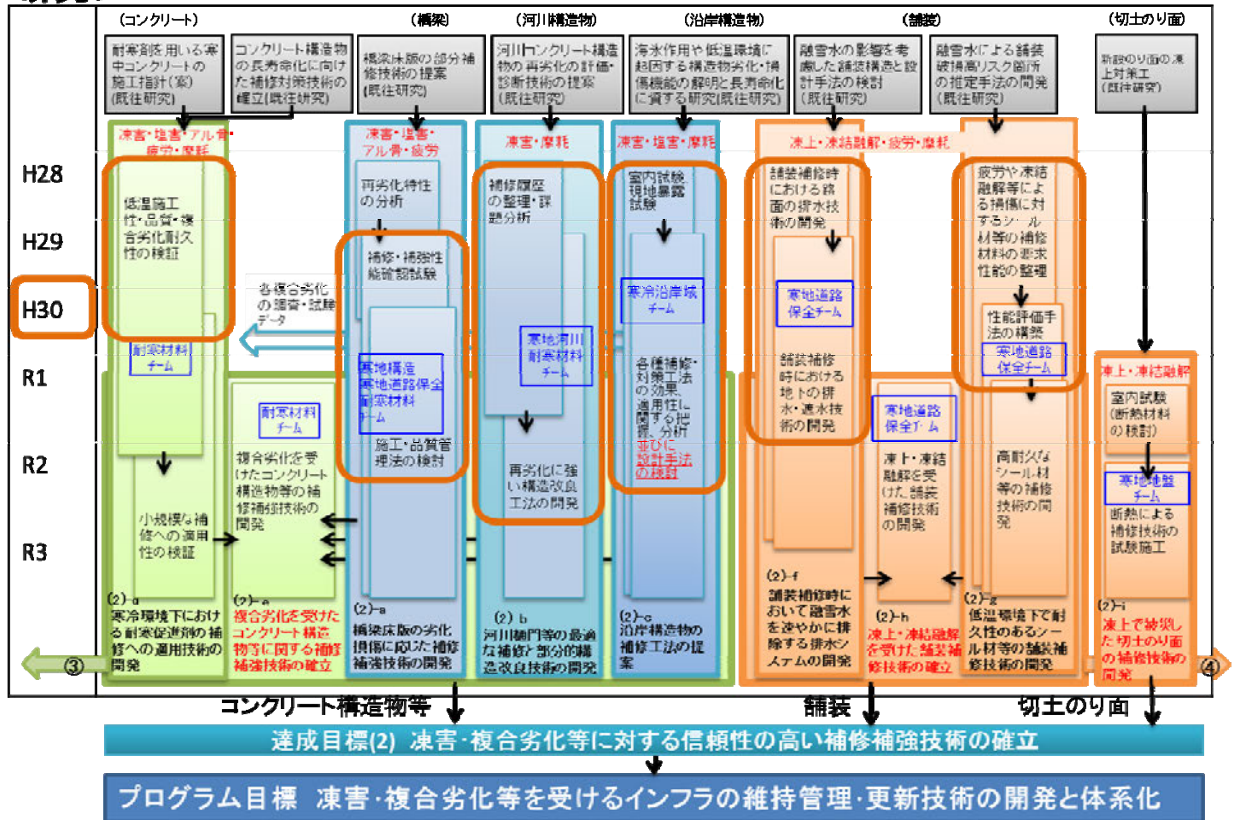 (コンクリート)
(橋梁)
(河川構造物)
(沿岸構造物)
(舗装)
(切土のり面)
耐寒剤を用いる寒
中コンクリートの
施工指針(案)
(既往研究)
コンクリート構造物
の長寿命化に向け
た補修対策技術の
確立(既往研究)
橋梁床版の部分補
修技術の提案
(既往研究)
河川コンクリート構造
物の再劣化の評価・
診断技術の提案
(既往研究)
海氷作用や低温環境に
起因する構造物劣化・損
傷機能の解明と長寿命化
に資する研究(既往研究)
融雪水の影響を考
慮した舗装構造と設
計手法の検討
(既往研究)
融雪水による舗装
破損高リスク箇所
の推定手法の開発
(既往研究)
新設のり面の凍
上対策工
(既往研究)
凍害・塩害・アル骨・
疲労・摩耗
凍害・塩害・
アル骨・疲労
凍害・摩耗
凍害・塩害・摩耗
凍上・凍結融解・疲労・摩耗
H28
H29
H30
R1
R2
R3
低温施工
性・品質・複
合劣化耐久
性の検証
耐寒材料
チーム
小規模な補
修への適用
性の検証
(2)-d
寒冷環境下におけ
る耐寒促進剤の補
修への適用技術の
開発
各複合劣化
の調査・試験
データ
耐寒材料
チーム
複合劣化を受
けたコンクリート
構造物等の補
修補強技術の
開発
(2)-e
複合劣化を受けた
コンクリート構造
物等に関する補修
補強技術の確立
再劣化特性
の分析
補修・補強性
能確認試験
寒地構造
寒地道路保全
耐寒材料
チーム
施工・品質管
理法の検討
(2)-a
橋梁床版の劣化
損傷に応じた補修
補強技術の開発
補修履歴
の整理・課
題分析
寒地河川
耐寒材料
チーム
再劣化に強
い構造改良
工法の開発
(2) b
河川樋門等の最適
な補修と部分的構
造改良技術の開発
室内試験、
現地暴露
試験
寒冷沿岸域
チーム
各種補修・
対策工法の
効果、
適用性に
関する把
握、分析
並びに
設計手法
の検討
(2)-c
沿岸構造物の
補修工法の提
案
舗装補修時
における路
面の排水技
術の開発
寒地道路
保全チーム
舗装補修
時における
地下の排
水・遮水技
術の開発
(2)-f
舗装補修時に
おいて融雪水
を速やかに排
除する排水シ
ステムの開発
寒地道路
保全チーム
凍上・凍結
融解を受
けた舗装
補修技術
の開発
(2)-h
凍上・凍結融解
を受けた舗装補
修技術の確立
疲労や凍結
融解等によ
る損傷に対
するシール
材等の補修
材料の要求
性能の整理
性能評価手
法の構築
寒地道路
保全チーム
高耐久な
シール材
等の補修
技術の開
発
(2)-g
低温環境下で耐
久性のあるシー
ル材等の舗装補
修技術の開発
凍上・凍結融解
室内試験
(断熱材料
の検討)
寒地地盤
チーム
断熱による
補修技術の
試験施工
(2)-i
凍上で被災し
た切土のり面
の補修技術の
開発
③
④
コンクリート構造物等
舗装
切土のり面
達成目標(2) 凍害・複合劣化等に対する信頼性の高い補修補強技術の確立
プログラム目標 凍害・複合劣化等を受けるインフラの維持管理・更新技術の開発と体系化